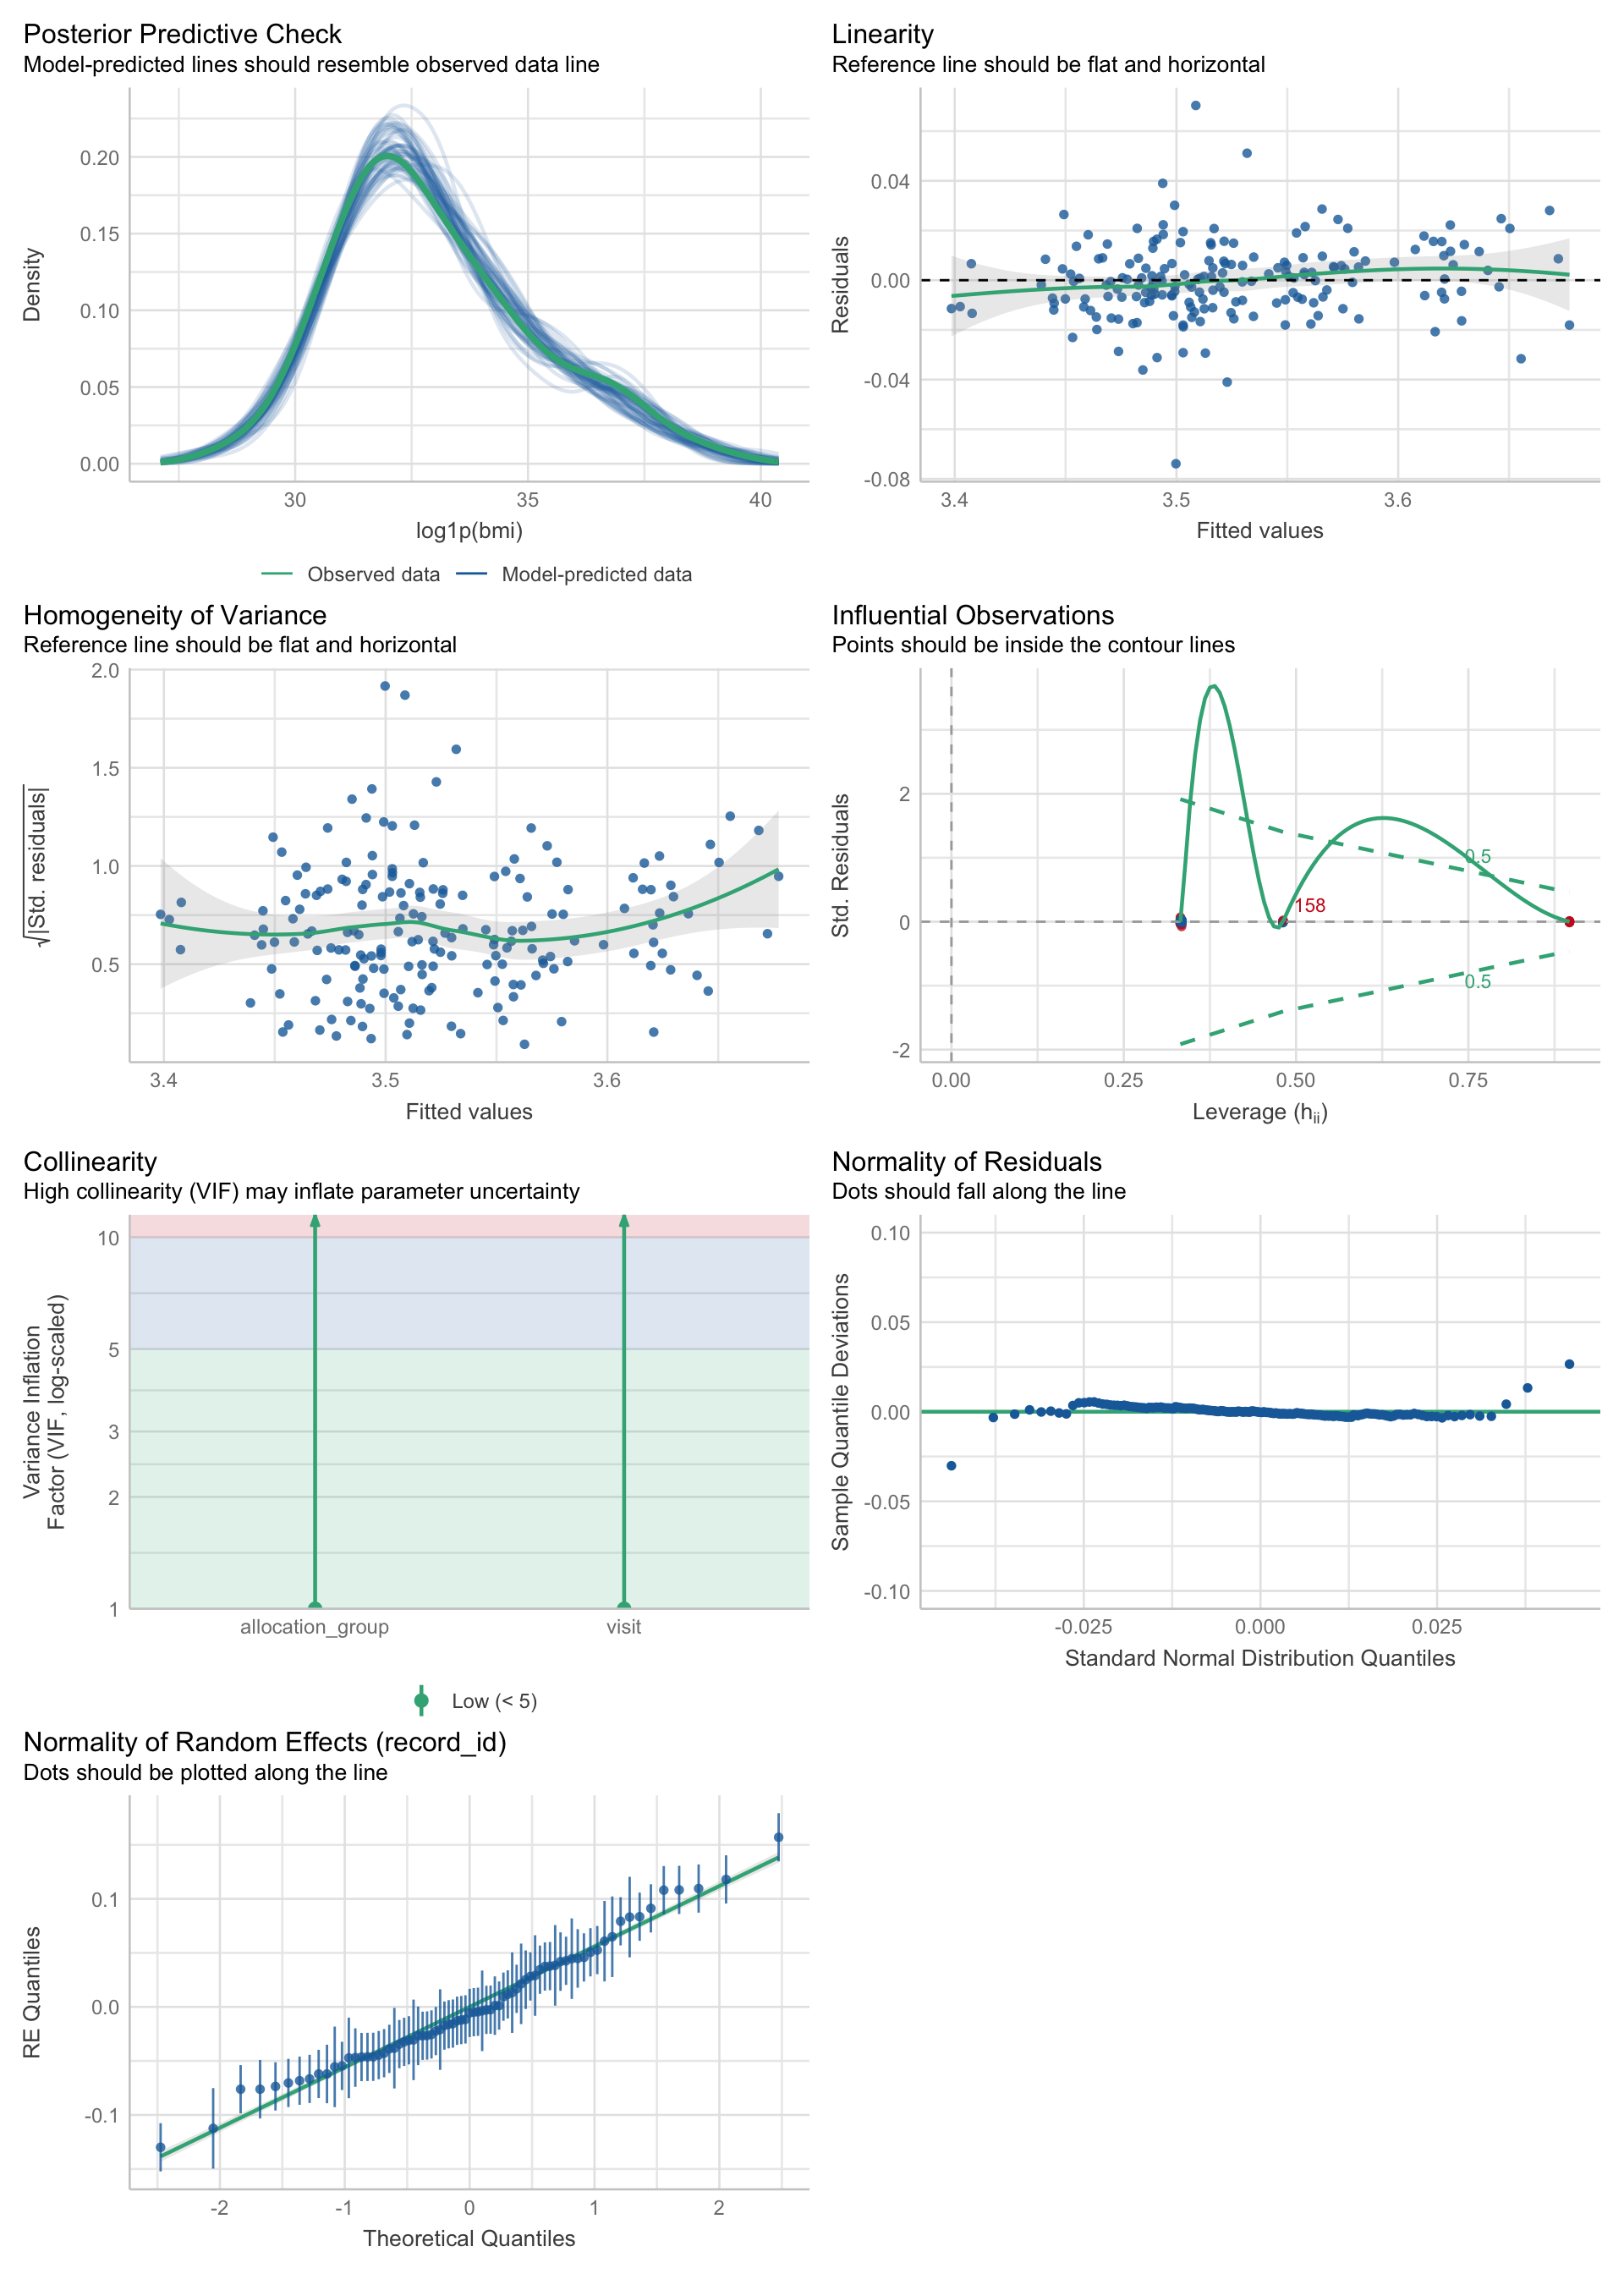 Posterior Predictive Check
Model-predicted lines should resemble observed data line
0.20
0.15
0.10
0.05
0.00
Density
30
35
40
log1p(bmi)
Observed data
Model-predicted data
Linearity
Reference line should be flat and horizontal
0.04
0.00
-0.04
-0.08
Residuals
3.4
3.5
3.6
Fitted values
Homogeneity of Variance
Reference line should be flat and horizontal
2.0
1.5
1.0
0.5
√|Std. residuals|
3.4
3.5
3.6
Fitted values
Influential Observations
Points should be inside the contour lines
2
0
-2
Std. Residuals
0.5
158
0.5
0.00
0.25
0.50
0.75
Leverage (hii)
Collinearity
High collinearity (VIF) may inflate parameter uncertainty
10
5
3
2
1
Variance Inflation
Factor (VIF, log-scaled)
allocation_group
visit
Low (< 5)
Normality of Residuals
Dots should fall along the line
0.10
0.05
0.00
-0.05
-0.10
Sample Quantile Deviations
-0.025
0.000
0.025
Standard Normal Distribution Quantiles
Normality of Random Effects (record_id)
Dots should be plotted along the line
0.1
0.0
-0.1
RE Quantiles
-2
-1
0
1
2
Theoretical Quantiles